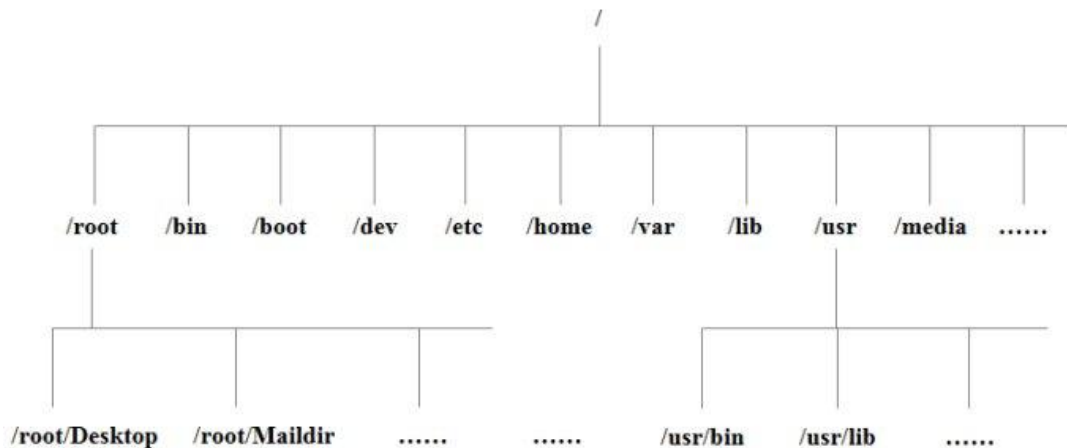 /
/root /bin /boot /dev /etc /home /var /lib /usr /media ......
/root/Desktop /root/Maildir ...... ...... /usr/bin /usr/lib ......